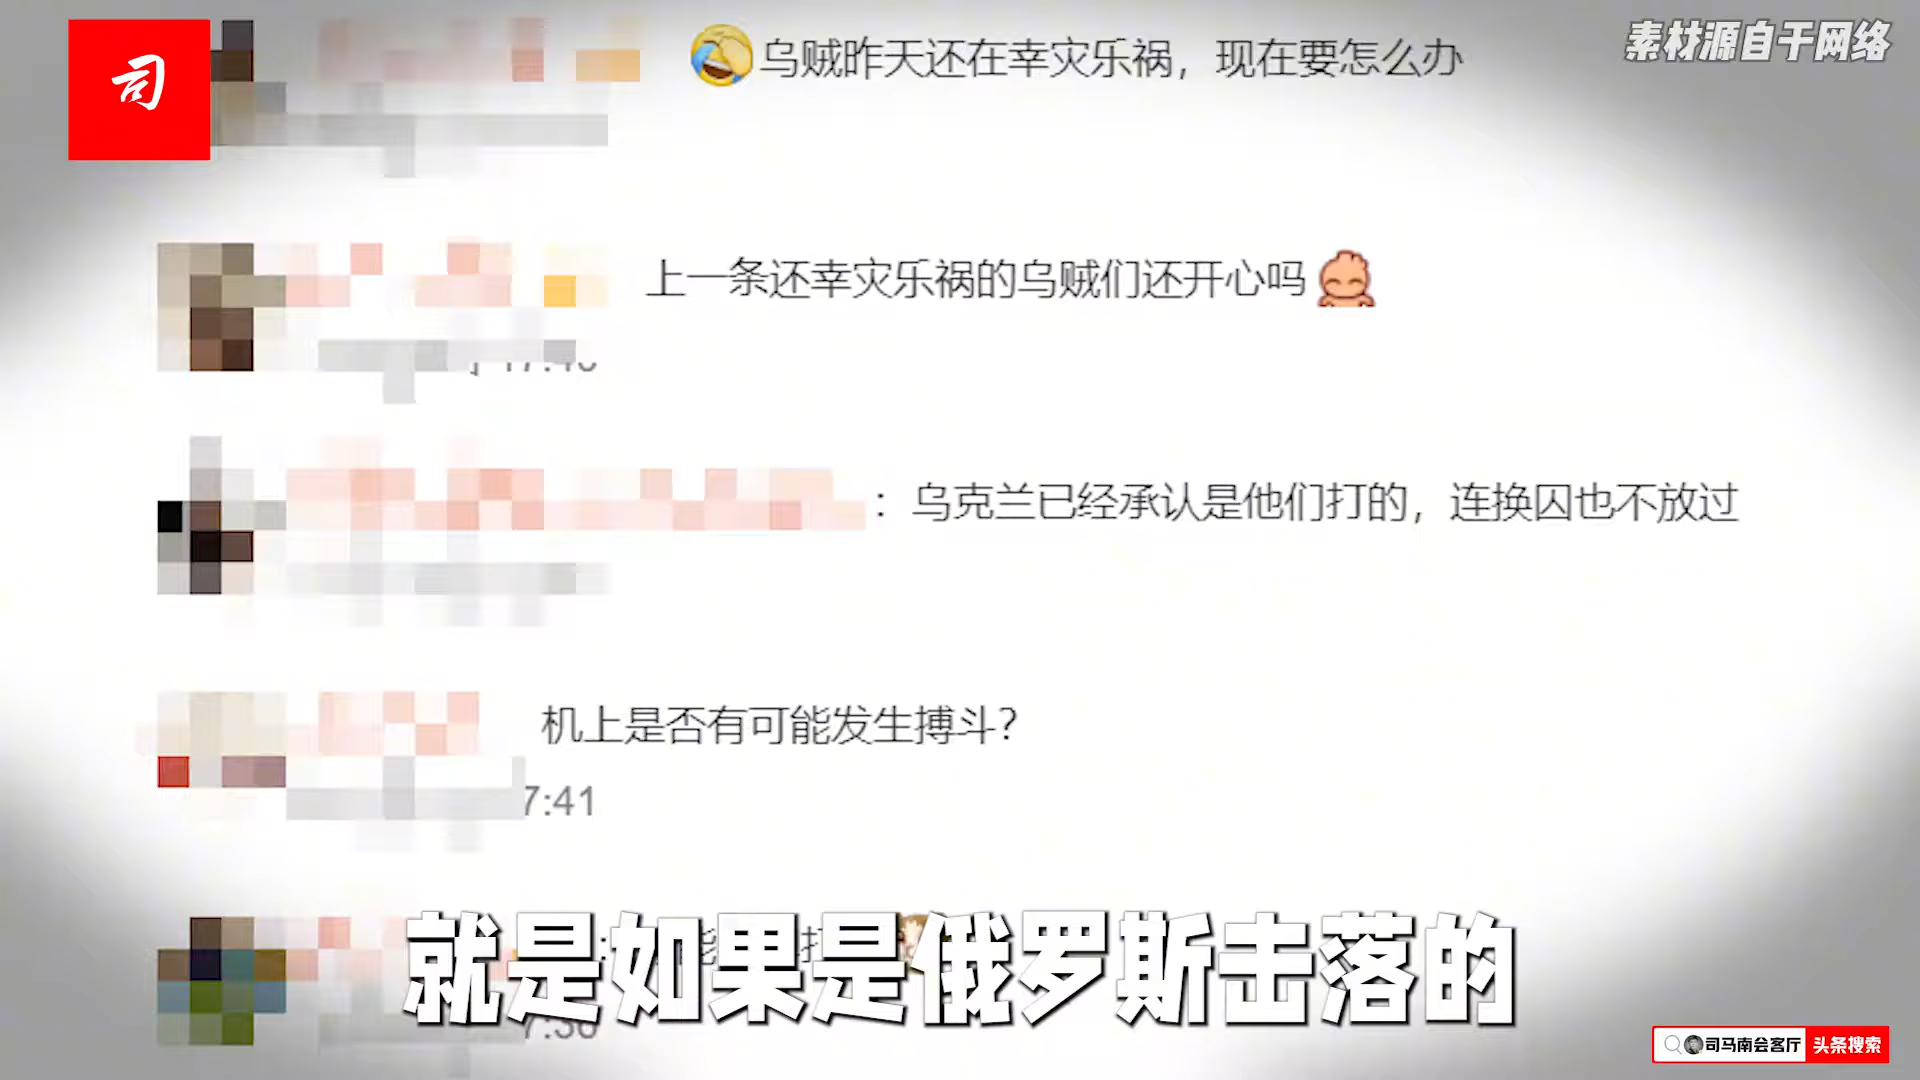 司
素材源自于网络
乌贼昨天还在幸灾乐祸，现在要怎么办
上一条还幸灾乐祸的乌贼们还开心吗
：乌克兰已经承认是他们打的，连换囚也不放过
机上是否有可能发生搏斗？
7:41
就是如果是俄罗斯击落的
司马南会客厅 头条搜索